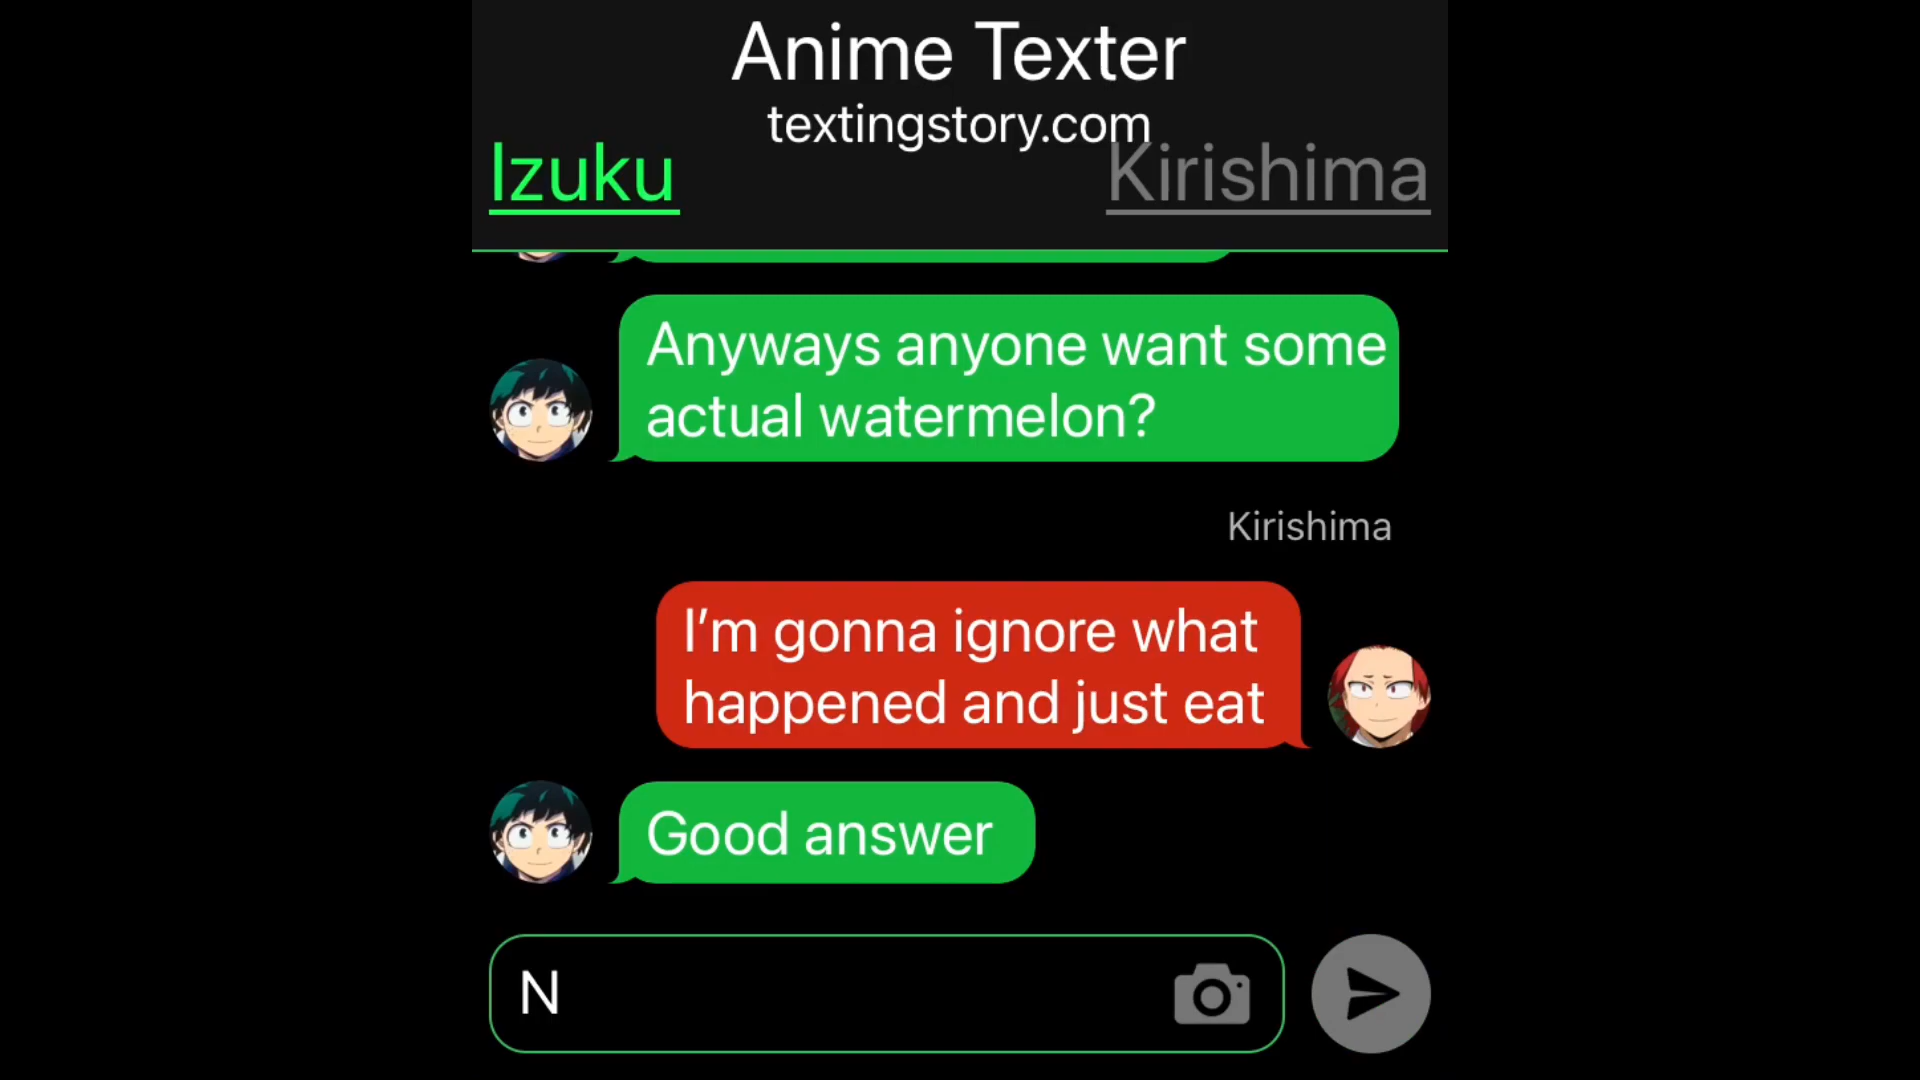 Anime Texter
textingstory.com
Izuku
Kirishima
Anyways anyone want some
actual watermelon?
Kirishima
I’m gonna ignore what
happened and just eat
Good answer
N